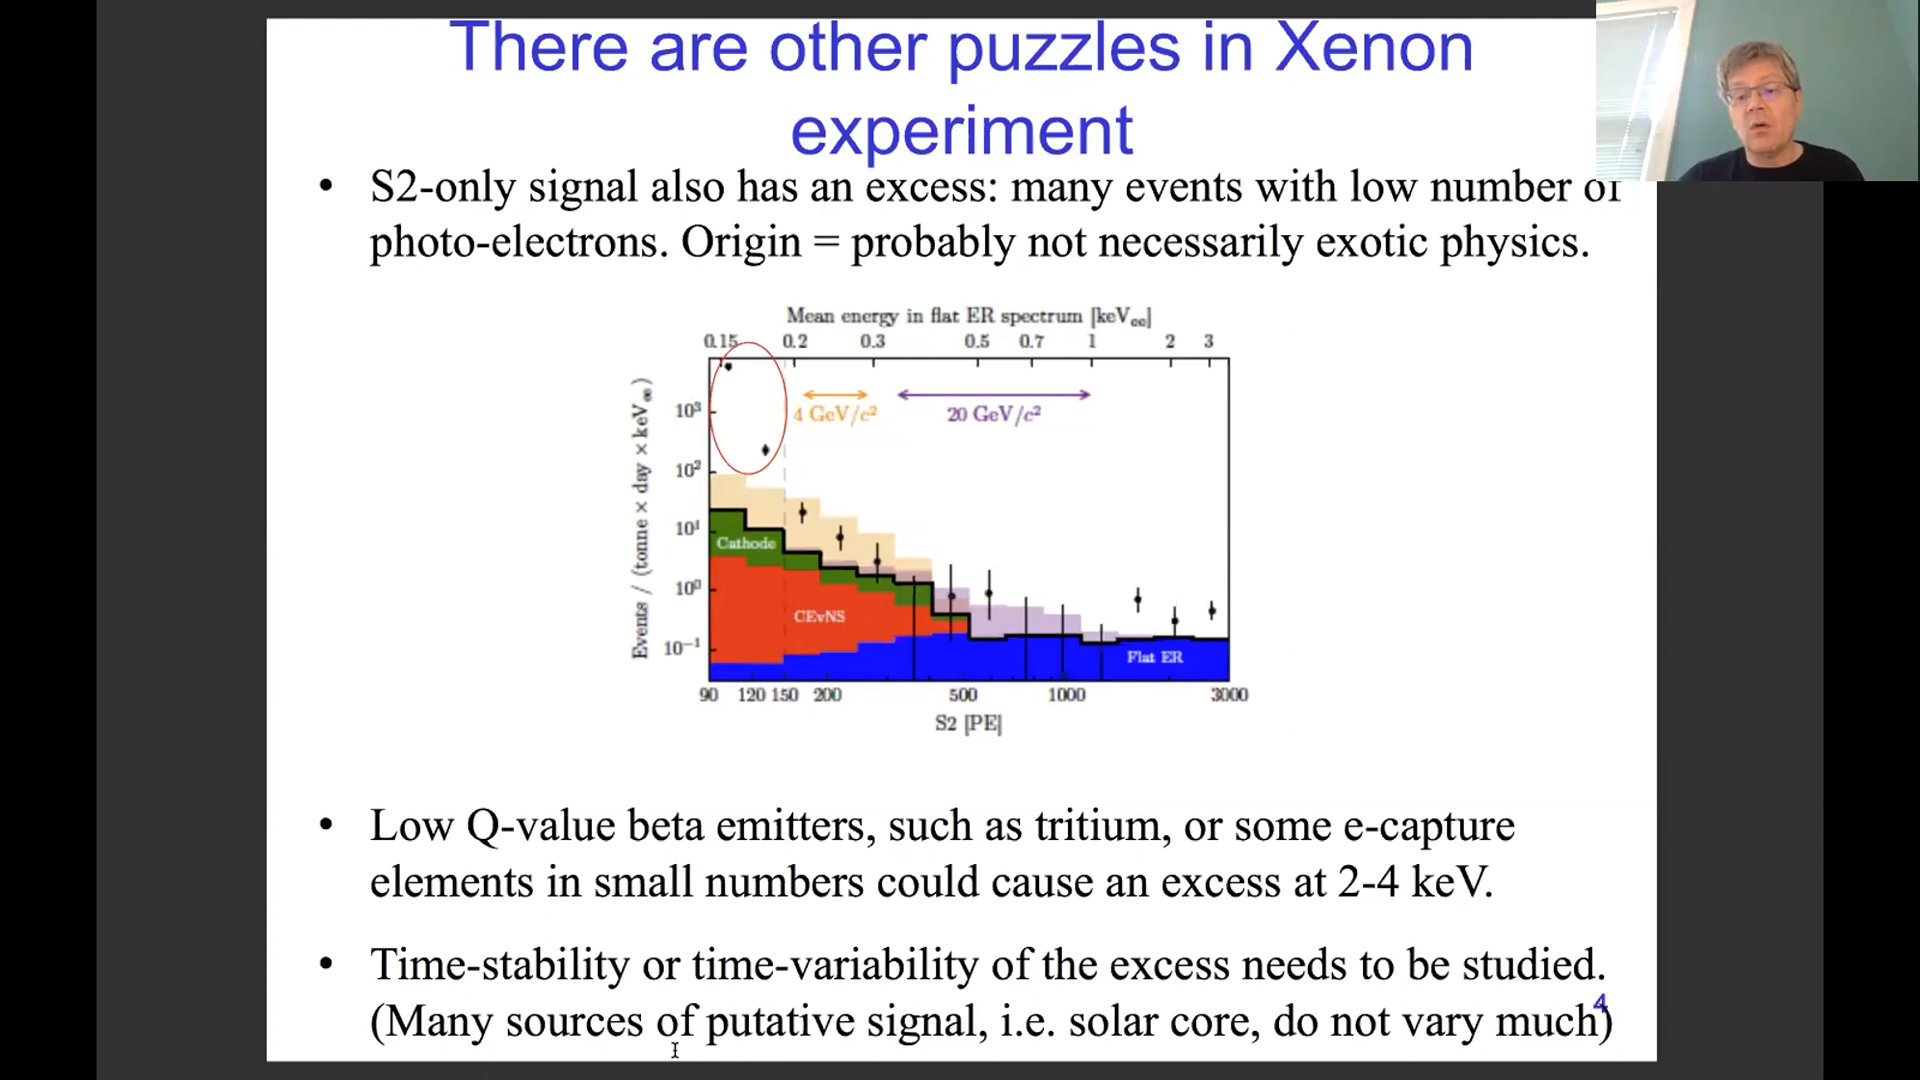 There are other puzzles in Xenon
experiment
• S2-only signal also has an excess: many events with low number of
photo-electrons. Origin = probably not necessarily exotic physics.
Mean energy in flat ER spectrum [keVee]
0.15 0.2 0.3 0.5 0.7 1 2 3
Events / (tonne × day × keVee)
10³
10²
10¹
10⁰
10⁻¹
4 GeV/c²
20 GeV/c²
Cathode
CEνNS
Flat ER
90 120 150 200 500 1000 3000
S2 [PE]
• Low Q-value beta emitters, such as tritium, or some e-capture
elements in small numbers could cause an excess at 2-4 keV.
• Time-stability or time-variability of the excess needs to be studied.
(Many sources of putative signal, i.e. solar core, do not vary much)
4